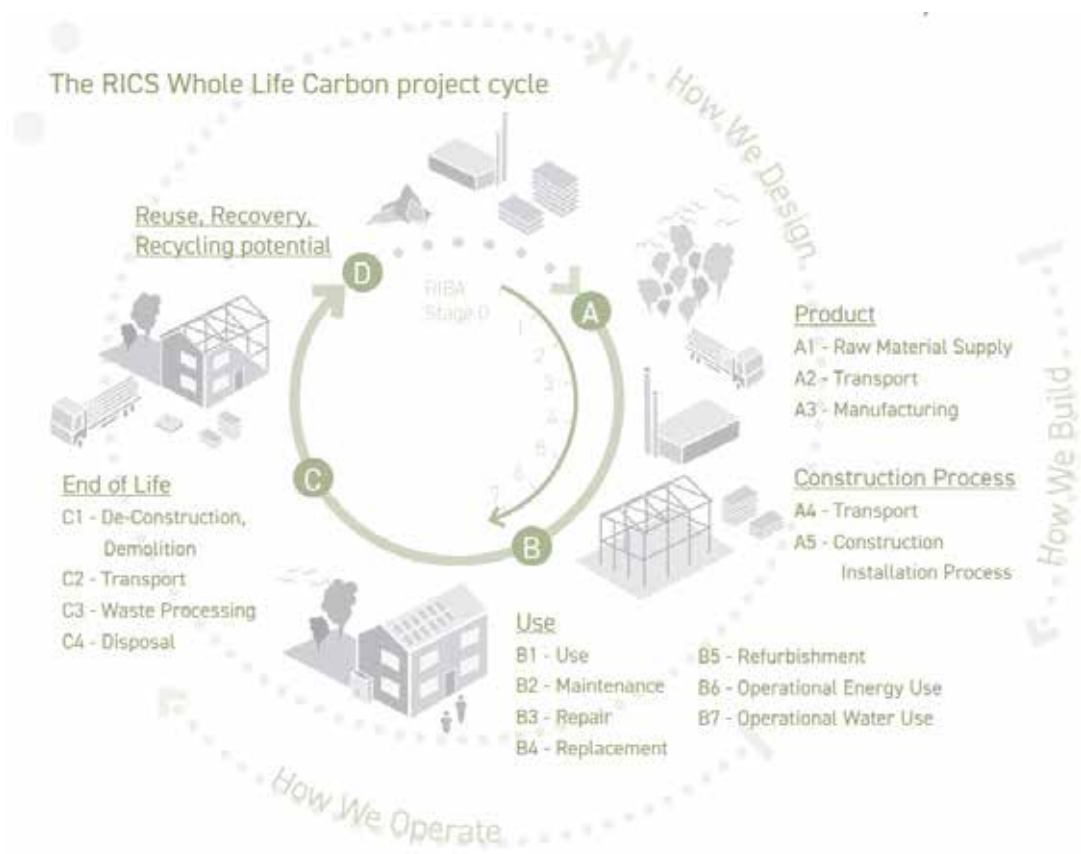 The RICS Whole Life Carbon project cycle
How We Design
Reuse, Recovery,
Recycling potential
D
RIBA
Stage 0
1
2
3
4
5
6
7
A
Product
A1 - Raw Material Supply
A2 - Transport
A3 - Manufacturing
How We Build
Construction Process
A4 - Transport
A5 - Construction
Installation Process
C
End of Life
C1 - De-Construction,
Demolition
C2 - Transport
C3 - Waste Processing
C4 - Disposal
B
Use
B1 - Use
B2 - Maintenance
B3 - Repair
B4 - Replacement
B5 - Refurbishment
B6 - Operational Energy Use
B7 - Operational Water Use
How We Operate